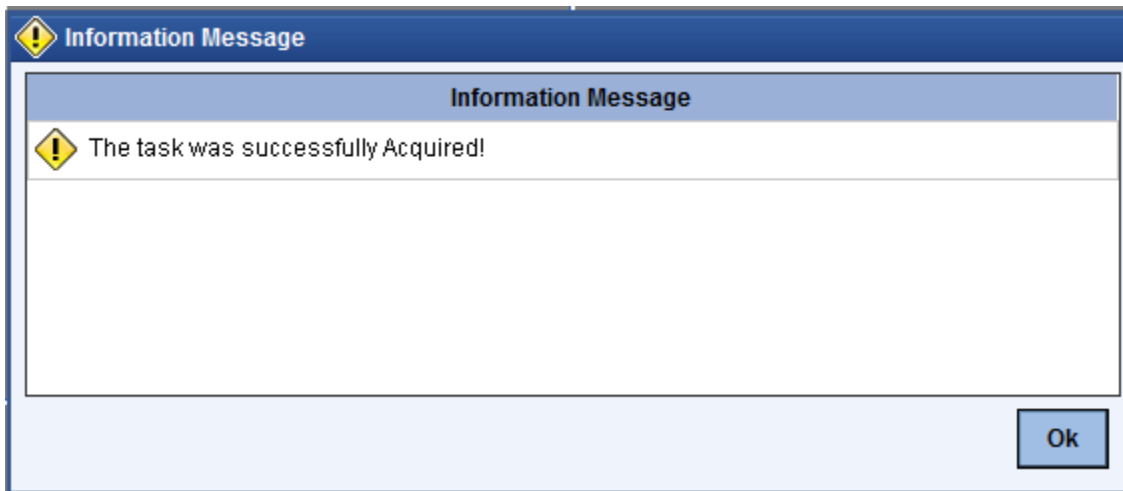 Information Message
Information Message
The task was successfully Acquired!
Ok